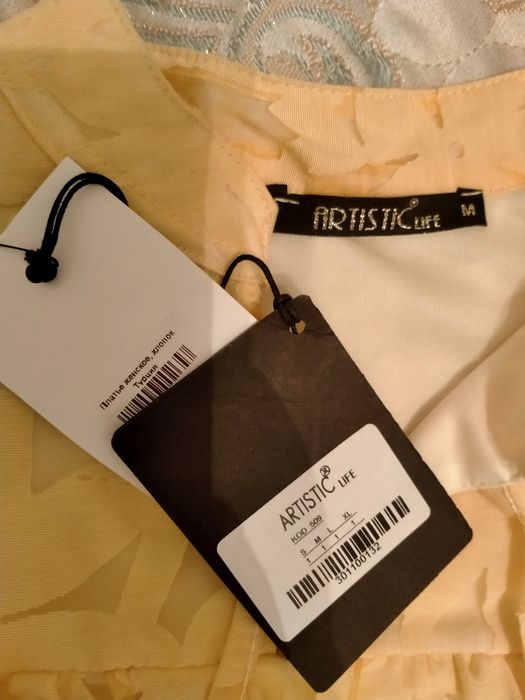 ARTISTIC® LIFE M
Платье женское, хлопок
Турция
ARTISTIC® LIFE
KOD 509
S M L XL
1 1 1 1
301100132